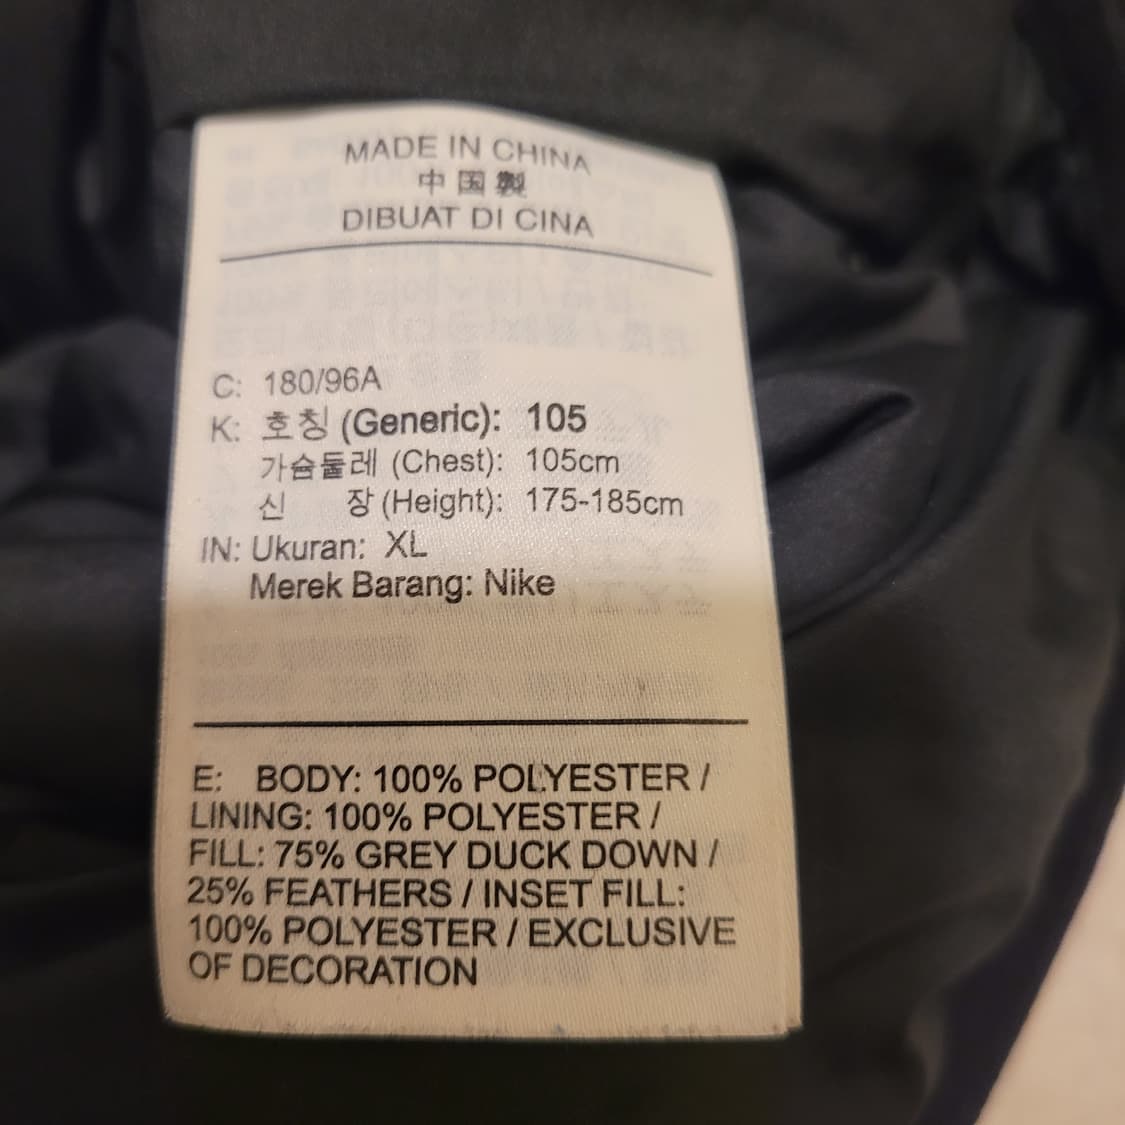 MADE IN CHINA
中国製
DIBUAT DI CINA
C: 180/96A
K: 호칭 (Generic): 105
가슴둘레 (Chest): 105cm
신 장 (Height): 175-185cm
IN: Ukuran: XL
Merek Barang: Nike
E: BODY: 100% POLYESTER /
LINING: 100% POLYESTER /
FILL: 75% GREY DUCK DOWN /
25% FEATHERS / INSET FILL:
100% POLYESTER / EXCLUSIVE
OF DECORATION